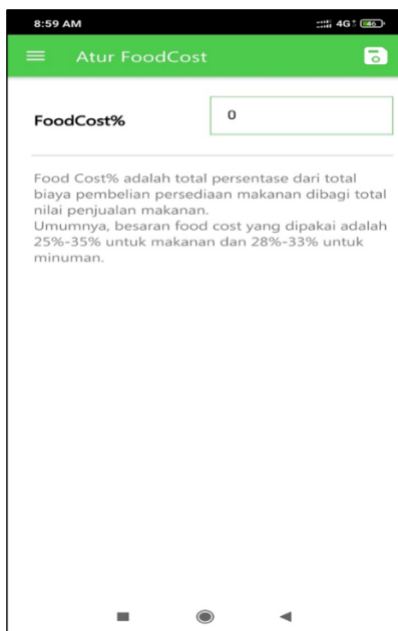 8:59 AM 4G 46
Atur FoodCost
FoodCost% 0
Food Cost% adalah total persentase dari total
biaya pembelian persediaan makanan dibagi total
nilai penjualan makanan.
Umumnya, besaran food cost yang dipakai adalah
25%-35% untuk makanan dan 28%-33% untuk
minuman.